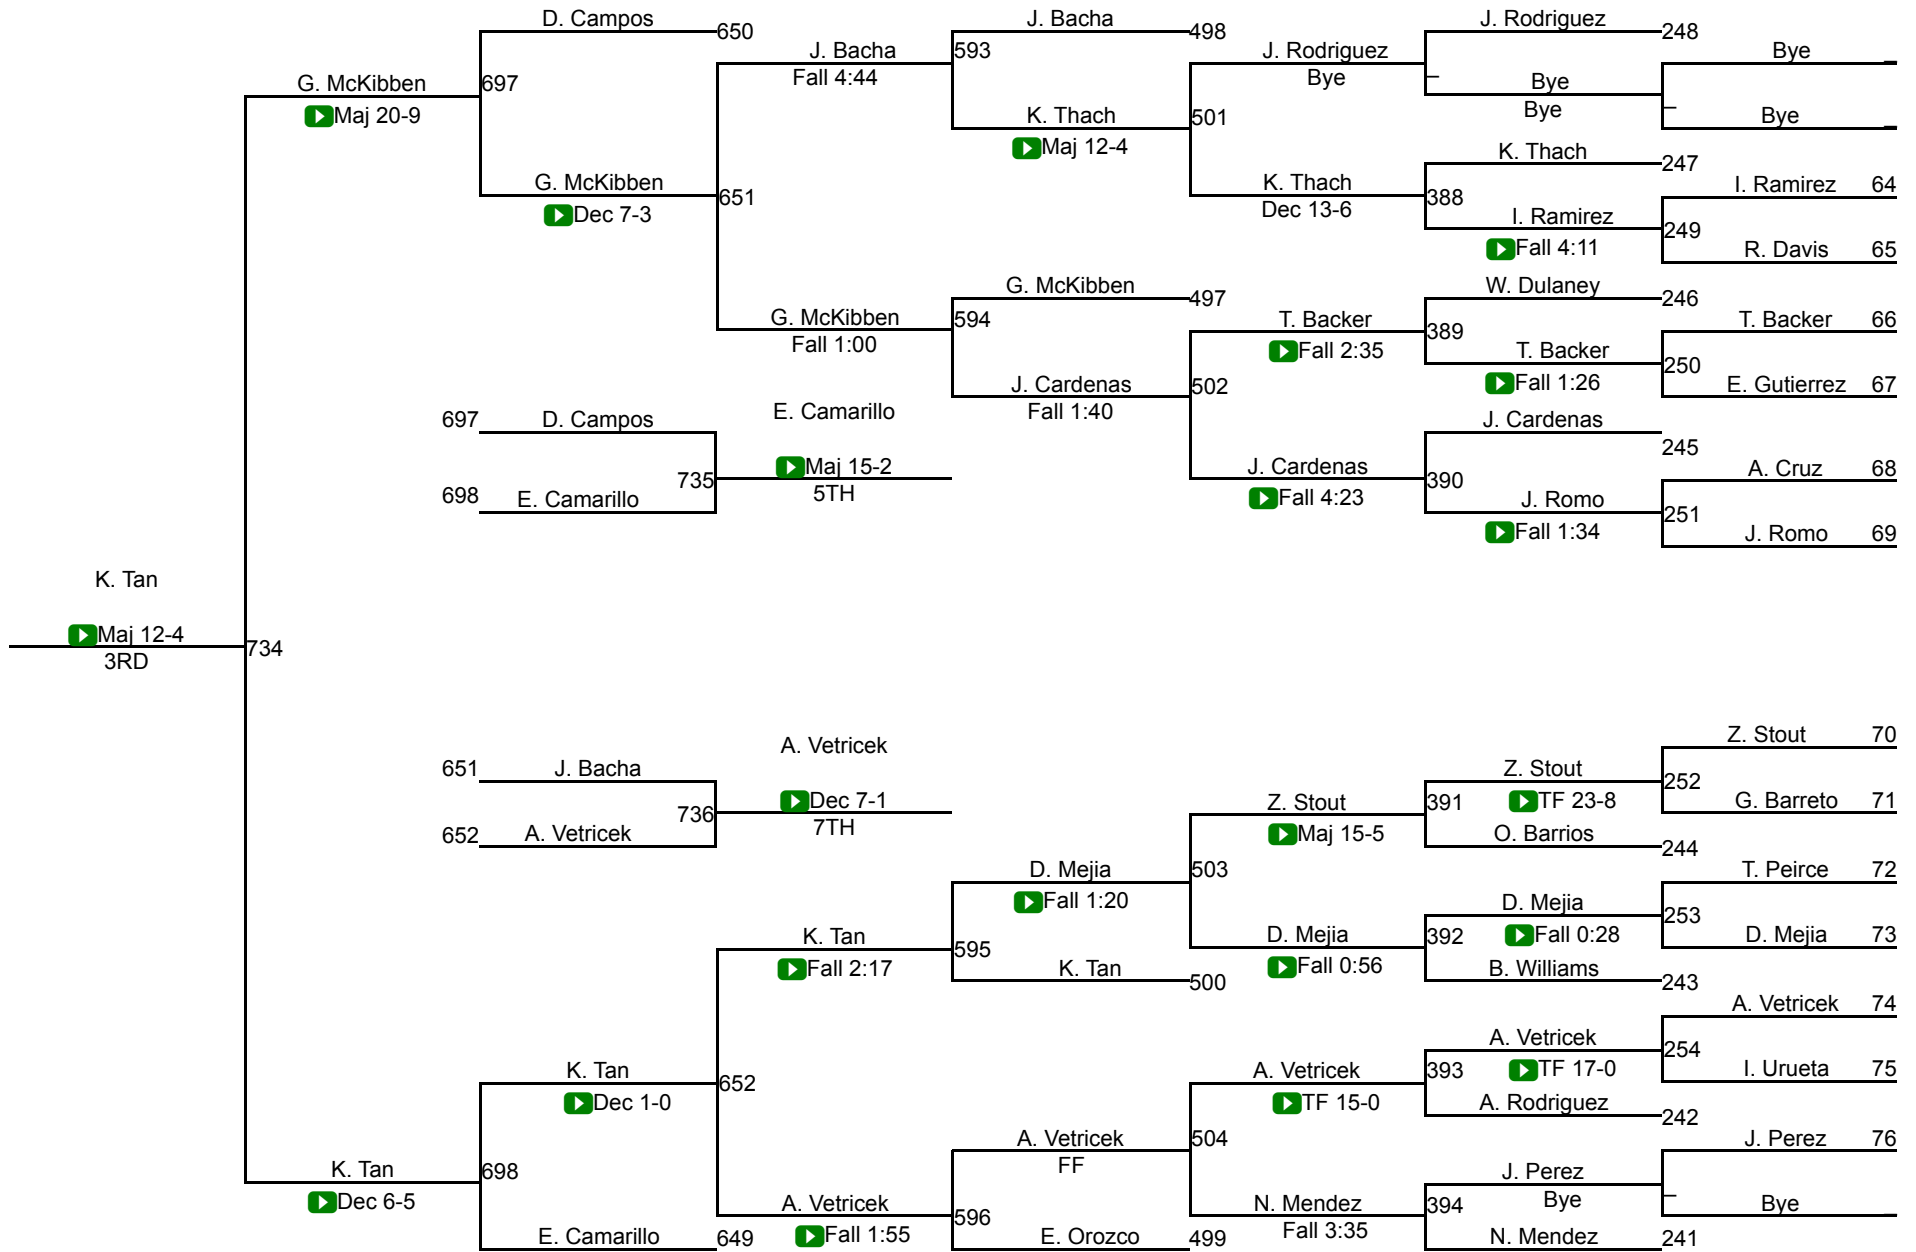 D. Campos
650
J. Bacha
498
J. Rodriguez
248
J. Bacha
593
J. Rodriguez
Bye
Fall 4:44
Bye
G. McKibben
697
Bye
Maj 20-9
Bye
K. Thach
501
Bye
Maj 12-4
K. Thach
247
G. McKibben
651
K. Thach
388
I. Ramirez 64
Dec 7-3
Dec 13-6
I. Ramirez
249
Fall 4:11
R. Davis 65
G. McKibben
497
W. Dulaney
246
G. McKibben
594
T. Backer
389
T. Backer 66
Fall 1:00
Fall 2:35
T. Backer
250
J. Cardenas
502
Fall 1:26
E. Gutierrez 67
Fall 1:40
697
D. Campos
E. Camarillo
J. Cardenas
245
735
Maj 15-2
J. Cardenas
390
A. Cruz 68
5TH
Fall 4:23
698
E. Camarillo
J. Romo
251
Fall 1:34
J. Romo 69
K. Tan
Maj 12-4
734
3RD
Z. Stout 70
A. Vetricek
651
J. Bacha
Z. Stout
252
736
Dec 7-1
Z. Stout
391
TF 23-8
G. Barreto 71
7TH
Maj 15-5
652
A. Vetricek
O. Barrios
244
D. Mejia
503
T. Peirce 72
Fall 1:20
D. Mejia
253
K. Tan
595
D. Mejia
392
Fall 0:28
D. Mejia 73
Fall 2:17
K. Tan
500
Fall 0:56
B. Williams
243
A. Vetricek 74
A. Vetricek
254
K. Tan
652
A. Vetricek
393
TF 17-0
I. Urueta 75
Dec 1-0
TF 15-0
A. Rodriguez
242
A. Vetricek
504
J. Perez 76
FF
K. Tan
698
J. Perez
Dec 6-5
A. Vetricek
596
N. Mendez
394
Bye
Bye
Fall 1:55
Fall 3:35
E. Camarillo
649
E. Orozco
499
N. Mendez
241